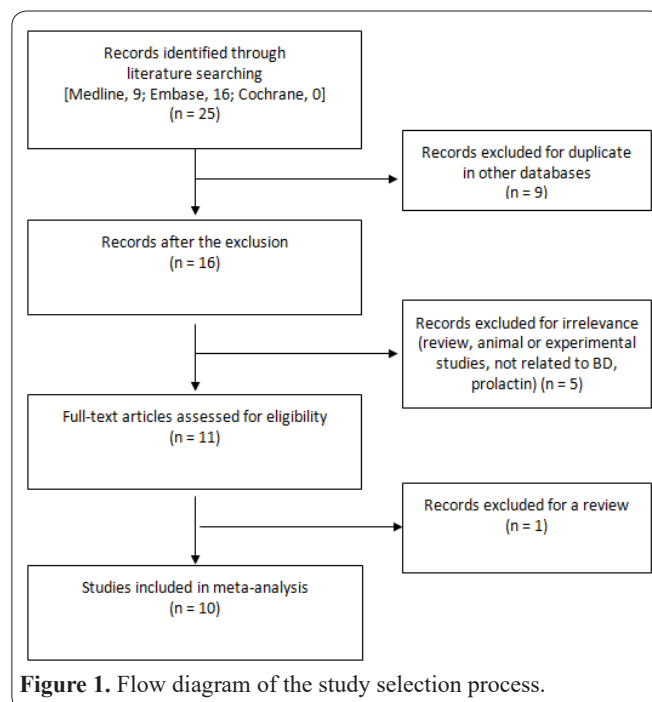 Records identified through
literature searching
[Medline, 9; Embase, 16; Cochrane, 0]
(n = 25)
Records excluded for duplicate
in other databases
(n = 9)
Records after the exclusion
(n = 16)
Records excluded for irrelevance
(review, animal or experimental
studies, not related to BD,
prolactin) (n = 5)
Full-text articles assessed for eligibility
(n = 11)
Records excluded for a review
(n = 1)
Studies included in meta-analysis
(n = 10)
Figure 1. Flow diagram of the study selection process.